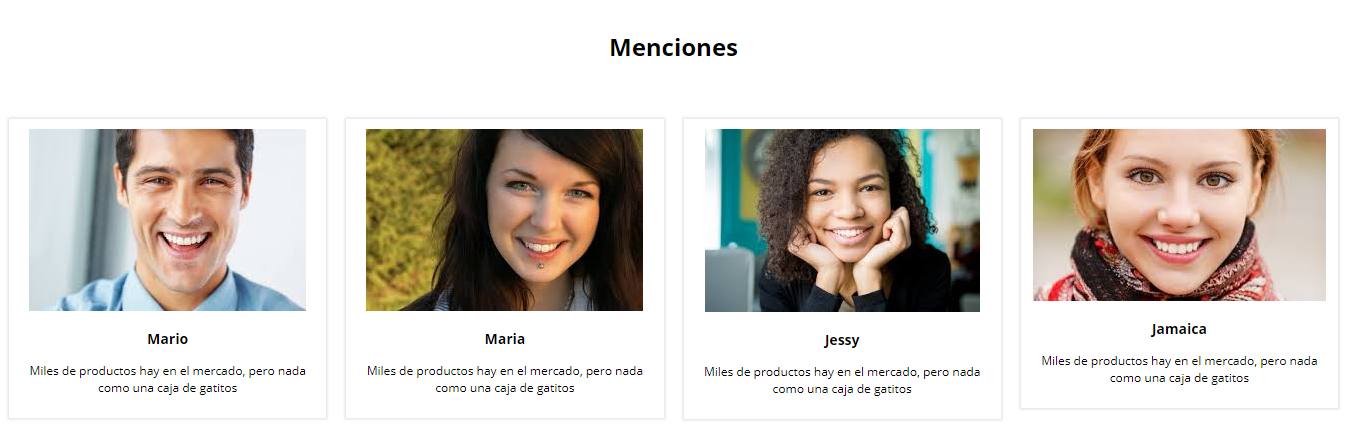 Menciones
Mario
Miles de productos hay en el mercado, pero nada
como una caja de gatitos
Maria
Miles de productos hay en el mercado, pero nada
como una caja de gatitos
Jessy
Miles de productos hay en el mercado, pero nada
como una caja de gatitos
Jamaica
Miles de productos hay en el mercado, pero nada
como una caja de gatitos